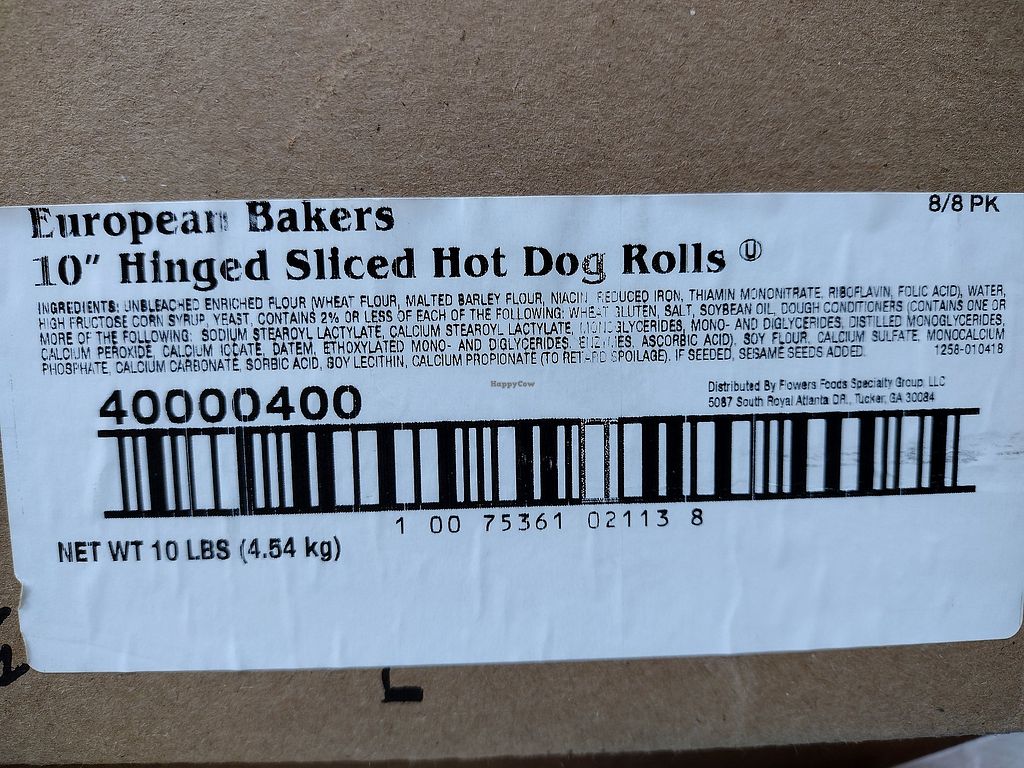 8/8 PK
European Bakers
10" Hinged Sliced Hot Dog Rolls Ⓤ
INGREDIENTS: UNBLEACHED ENRICHED FLOUR (WHEAT FLOUR, MALTED BARLEY FLOUR, NIACIN, REDUCED IRON, THIAMIN MONONITRATE, RIBOFLAVIN, FOLIC ACID), WATER,
HIGH FRUCTOSE CORN SYRUP, YEAST, CONTAINS 2% OR LESS OF EACH OF THE FOLLOWING: WHEAT GLUTEN, SALT, SOYBEAN OIL, DOUGH CONDITIONERS (CONTAINS ONE OR
MORE OF THE FOLLOWING: SODIUM STEAROYL LACTYLATE, CALCIUM STEAROYL LACTYLATE, MONOGLYCERIDES, MONO- AND DIGLYCERIDES, DISTILLED MONOGLYCERIDES,
CALCIUM PEROXIDE, CALCIUM IODATE, DATEM, ETHOXYLATED MONO- AND DIGLYCERIDES, ENZYMES, ASCORBIC ACID), SOY FLOUR, CALCIUM SULFATE, MONOCALCIUM
PHOSPHATE, CALCIUM CARBONATE, SORBIC ACID, SOY LECITHIN, CALCIUM PROPIONATE (TO RETARD SPOILAGE). IF SEEDED, SESAME SEEDS ADDED. 1258-010418
HappyCow
40000400
Distributed By Flowers Foods Specialty Group, LLC
5087 South Royal Atlanta DR., Tucker, GA 30084
1 00 75361 02113 8
NET WT 10 LBS (4.54 kg)